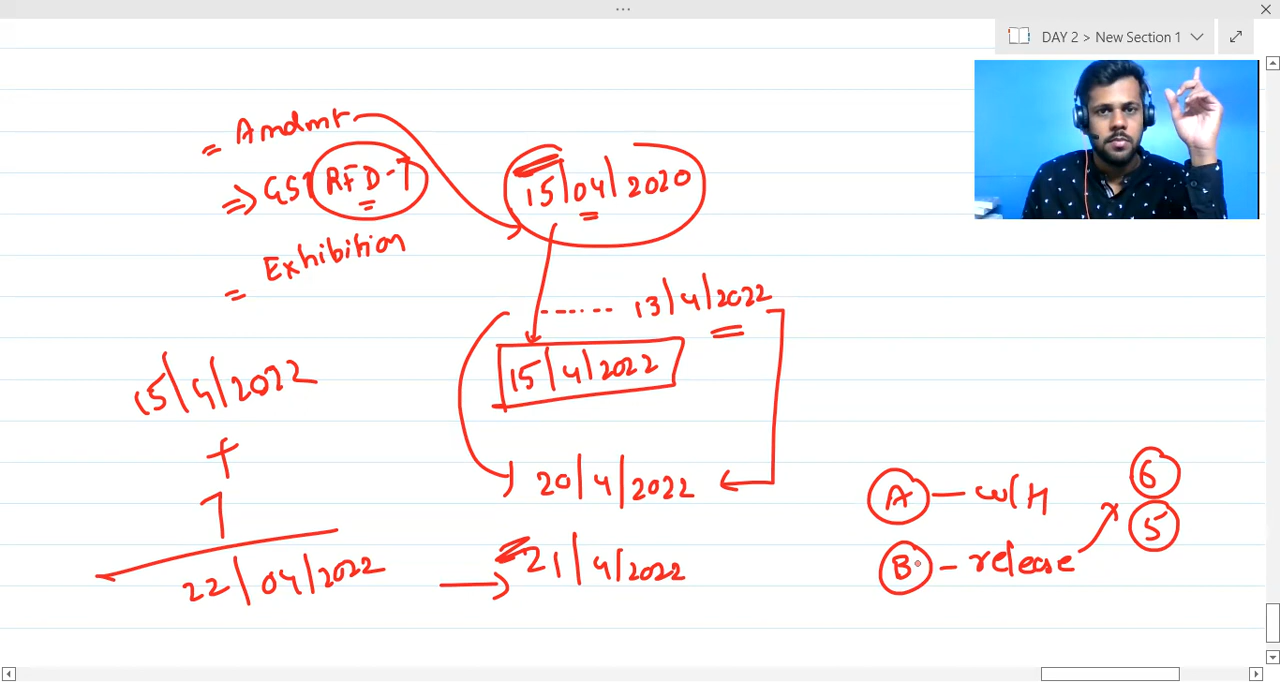 DAY 2 > New Section 1
= Amdmt
⇒ GST RFD-7
15/04/2020
= Exhibition
...... 13/4/2022
15/4/2022
15/4/2022
+
7
20/4/2022
22/04/2022
→ 21/4/2022
A - W/H
6
B - release
5